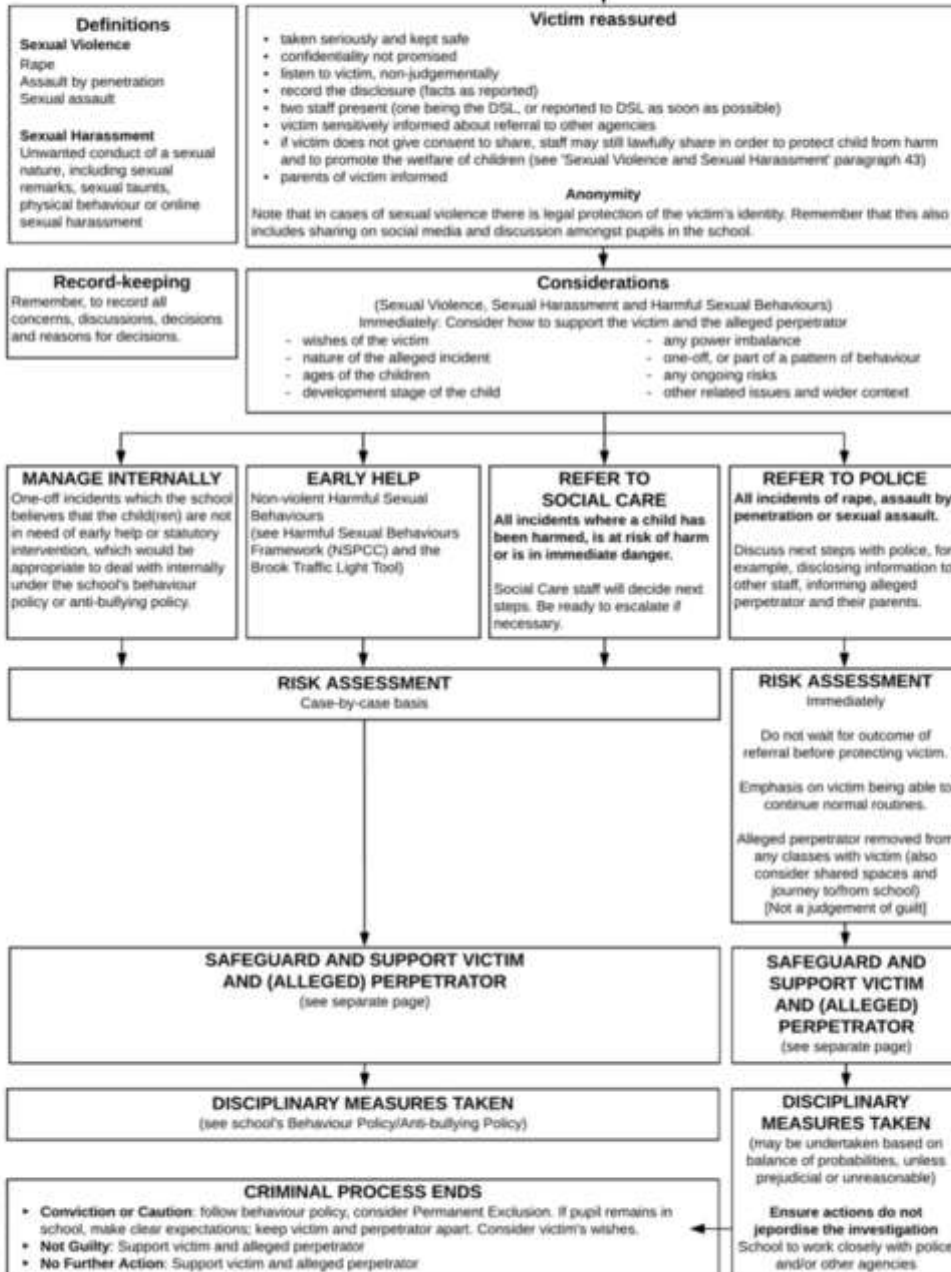 Definitions
Sexual Violence
Rape
Assault by penetration
Sexual assault
Sexual Harassment
Unwanted conduct of a sexual
nature, including sexual
remarks, sexual taunts,
physical behaviour or online
sexual harassment
Victim reassured
• taken seriously and kept safe
• confidentiality not promised
• listen to victim, non-judgementally
• record the disclosure (facts as reported)
• two staff present (one being the DSL, or reported to DSL as soon as possible)
• victim sensitively informed about referral to other agencies
• if victim does not give consent to share, staff may still lawfully share in order to protect child from harm
and to promote the welfare of children (see 'Sexual Violence and Sexual Harassment' paragraph 43)
• parents of victim informed
Anonymity
Note that in cases of sexual violence there is legal protection of the victim's identity. Remember that this also
includes sharing on social media and discussion amongst pupils in the school.
Record-keeping
Remember, to record all
concerns, discussions, decisions
and reasons for decisions.
Considerations
(Sexual Violence, Sexual Harassment and Harmful Sexual Behaviours)
Immediately: Consider how to support the victim and the alleged perpetrator
- wishes of the victim
- nature of the alleged incident
- ages of the children
- development stage of the child
- any power imbalance
- one-off, or part of a pattern of behaviour
- any ongoing risks
- other related issues and wider context
MANAGE INTERNALLY
One-off incidents which the school
believes that the child(ren) are not
in need of early help or statutory
intervention, which would be
appropriate to deal with internally
under the school's behaviour
policy or anti-bullying policy.
EARLY HELP
Non-violent Harmful Sexual
Behaviours
(see Harmful Sexual Behaviours
Framework (NSPCC) and the
Brook Traffic Light Tool)
REFER TO
SOCIAL CARE
All incidents where a child has
been harmed, is at risk of harm
or is in immediate danger.
Social Care staff will decide next
steps. Be ready to escalate if
necessary.
REFER TO POLICE
All incidents of rape, assault by
penetration or sexual assault.
Discuss next steps with police, for
example, disclosing information to
other staff, informing alleged
perpetrator and their parents.
RISK ASSESSMENT
Case-by-case basis
RISK ASSESSMENT
Immediately
Do not wait for outcome of
referral before protecting victim.
Emphasis on victim being able to
continue normal routines.
Alleged perpetrator removed from
any classes with victim (also
consider shared spaces and
journey to/from school)
[Not a judgement of guilt]
SAFEGUARD AND SUPPORT VICTIM
AND (ALLEGED) PERPETRATOR
(see separate page)
SAFEGUARD AND
SUPPORT VICTIM
AND (ALLEGED)
PERPETRATOR
(see separate page)
DISCIPLINARY MEASURES TAKEN
(see school's Behaviour Policy/Anti-bullying Policy)
DISCIPLINARY
MEASURES TAKEN
(may be undertaken based on
balance of probabilities, unless
prejudicial or unreasonable)
Ensure actions do not
jepordise the investigation
School to work closely with police
and/or other agencies
CRIMINAL PROCESS ENDS
• Conviction or Caution: follow behaviour policy, consider Permanent Exclusion. If pupil remains in
school, make clear expectations; keep victim and perpetrator apart. Consider victim's wishes.
• Not Guilty: Support victim and alleged perpetrator
• No Further Action: Support victim and alleged perpetrator